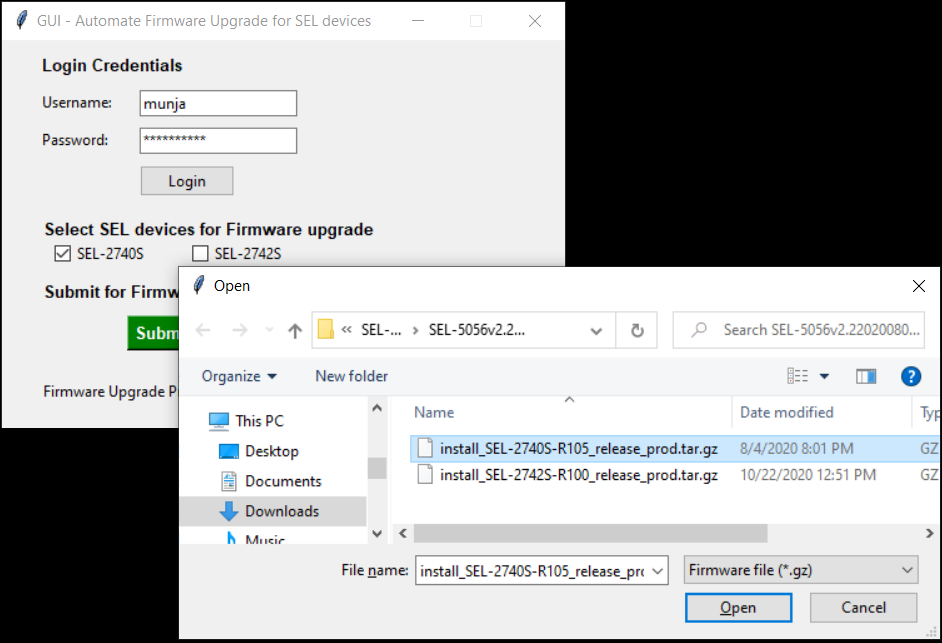 GUI - Automate Firmware Upgrade for SEL devices
Login Credentials
Username: munja
Password: **********
Login
Select SEL devices for Firmware upgrade
SEL-2740S SEL-2742S
Submit for Firmw
Subm
Firmware Upgrade P
Open
« SEL-... › SEL-5056v2.2... Search SEL-5056v2.22020080...
Organize New folder
This PC
Desktop
Documents
Downloads
Music
Name Date modified Typ
install_SEL-2740S-R105_release_prod.tar.gz 8/4/2020 8:01 PM GZ
install_SEL-2742S-R100_release_prod.tar.gz 10/22/2020 12:51 PM GZ
File name: install_SEL-2740S-R105_release_pro Firmware file (*.gz)
Open Cancel